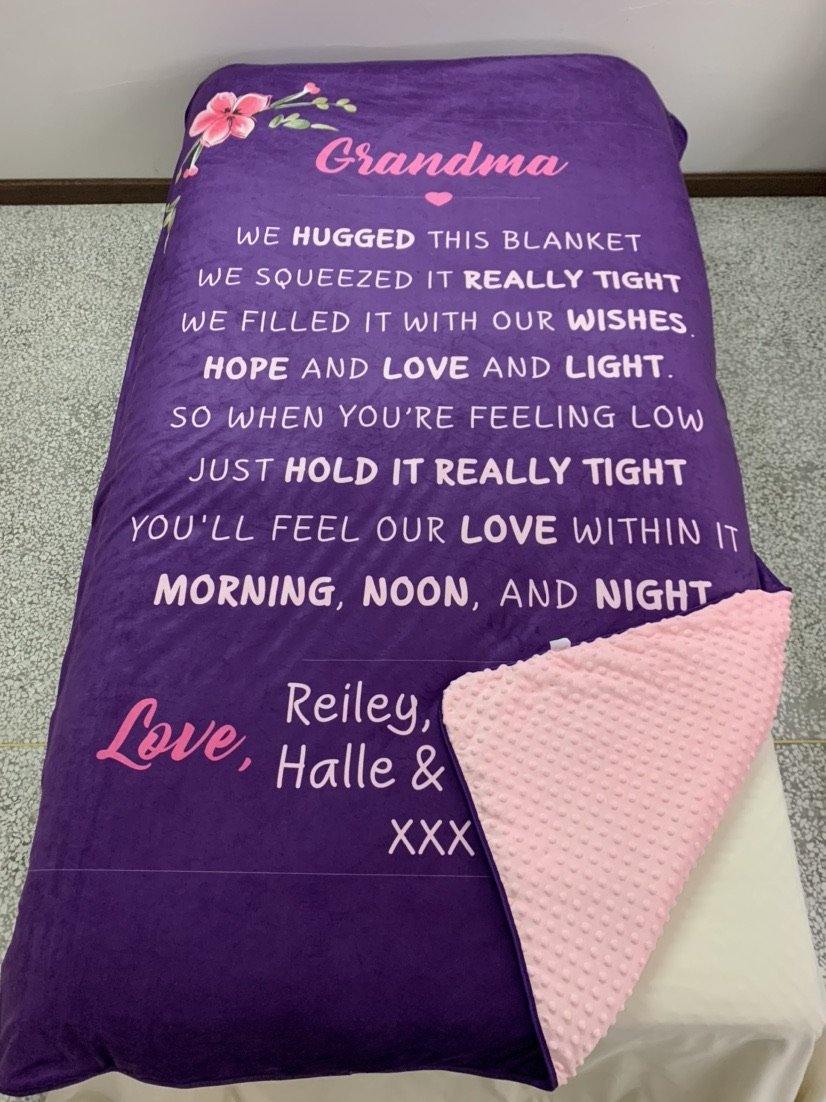 Grandma
WE HUGGED THIS BLANKET
WE SQUEEZED IT REALLY TIGHT
WE FILLED IT WITH OUR WISHES.
HOPE AND LOVE AND LIGHT.
SO WHEN YOU'RE FEELING LOW
JUST HOLD IT REALLY TIGHT
YOU'LL FEEL OUR LOVE WITHIN IT
MORNING, NOON, AND NIGHT
Love,
Reiley,
Halle &
XXX